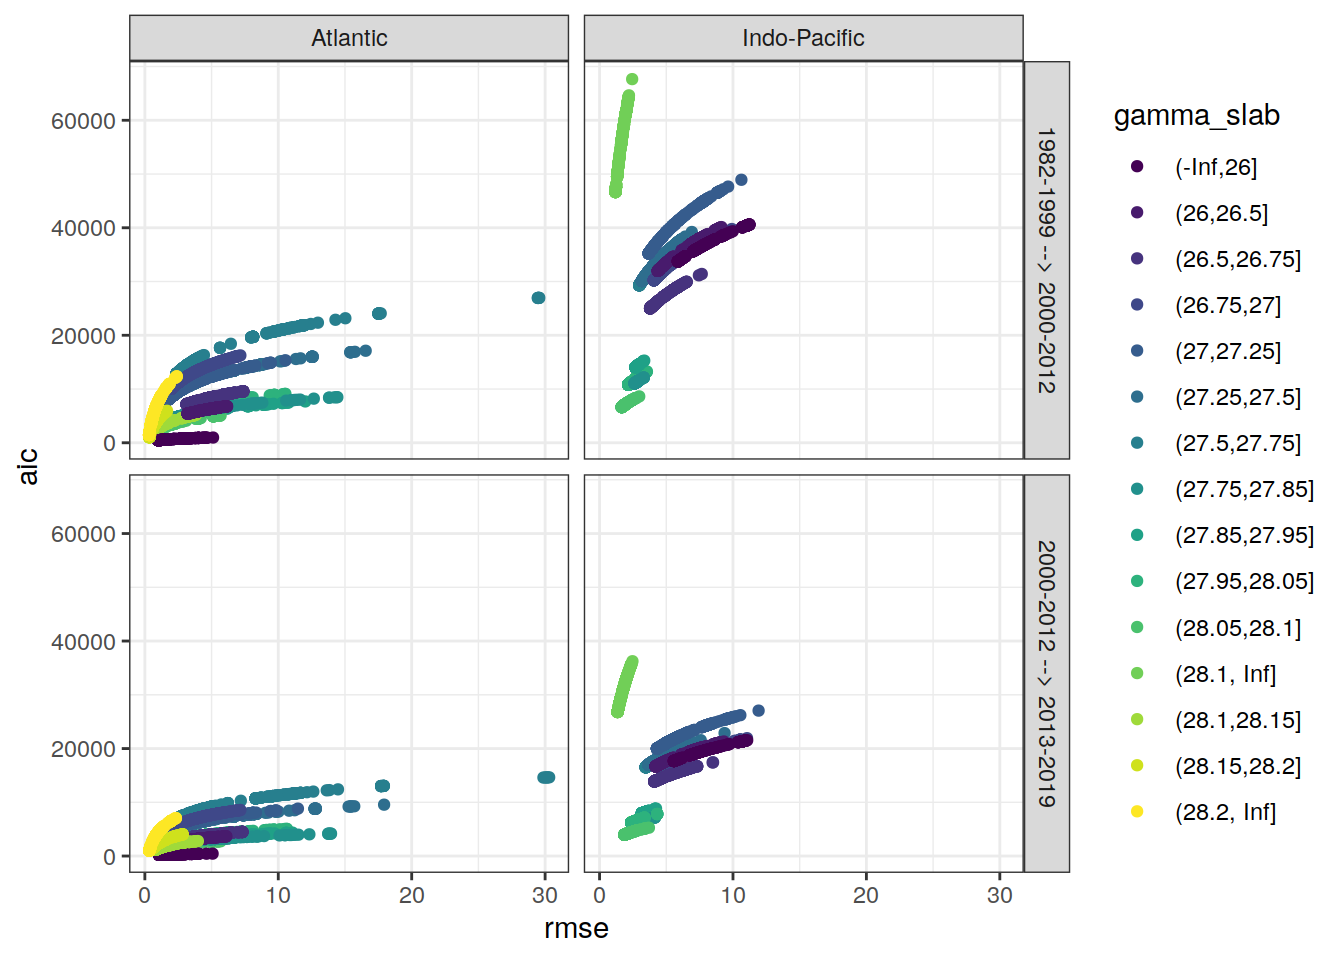 Atlantic
Indo-Pacific
60000
40000
20000
0
1982-1999 --> 2000-2012
aic
60000
40000
20000
0
2000-2012 --> 2013-2019
0
10
20
30
0
10
20
30
rmse
gamma_slab
(-Inf,26]
(26,26.5]
(26.5,26.75]
(26.75,27]
(27,27.25]
(27.25,27.5]
(27.5,27.75]
(27.75,27.85]
(27.85,27.95]
(27.95,28.05]
(28.05,28.1]
(28.1, Inf]
(28.1,28.15]
(28.15,28.2]
(28.2, Inf]